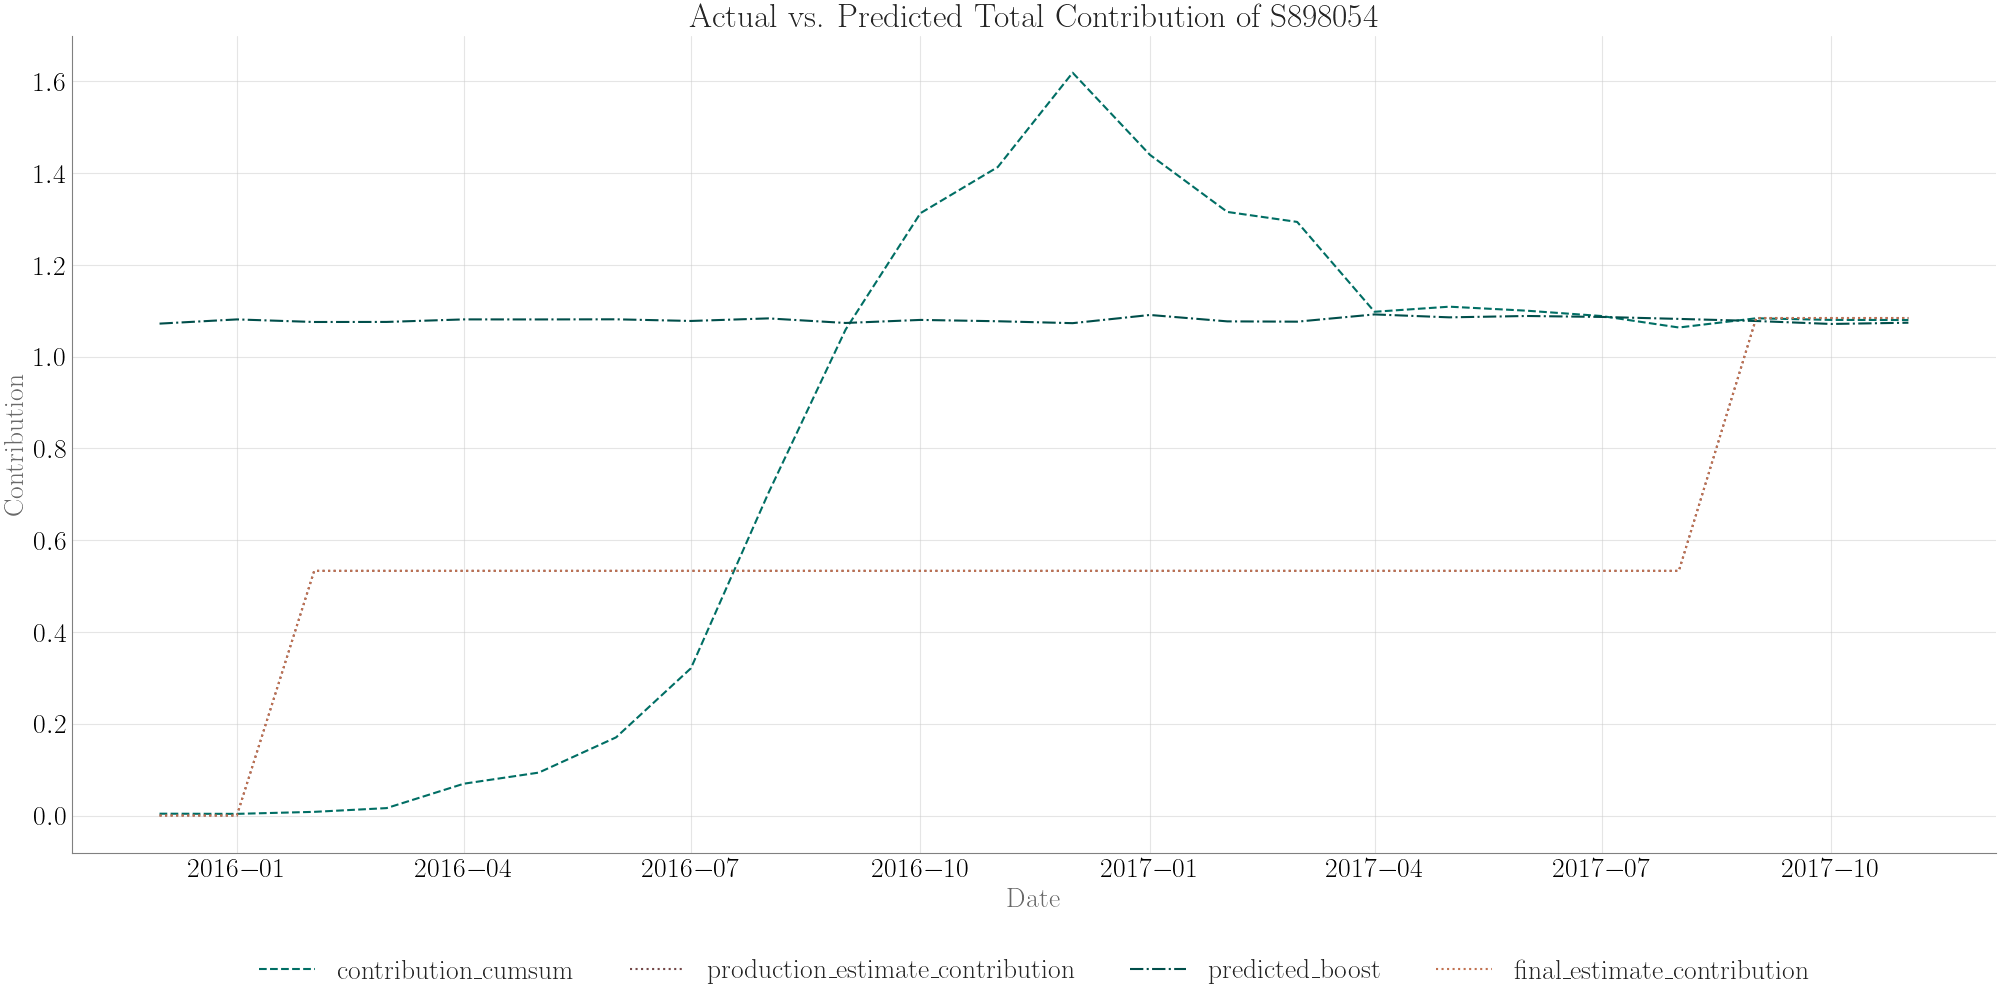 Actual vs. Predicted Total Contribution of S898054
1.6
1.4
1.2
1.0
0.8
0.6
0.4
0.2
0.0
Contribution
2016−01 2016−04 2016−07 2016−10 2017−01 2017−04 2017−07 2017−10
Date
contribution_cumsum production_estimate_contribution predicted_boost final_estimate_contribution